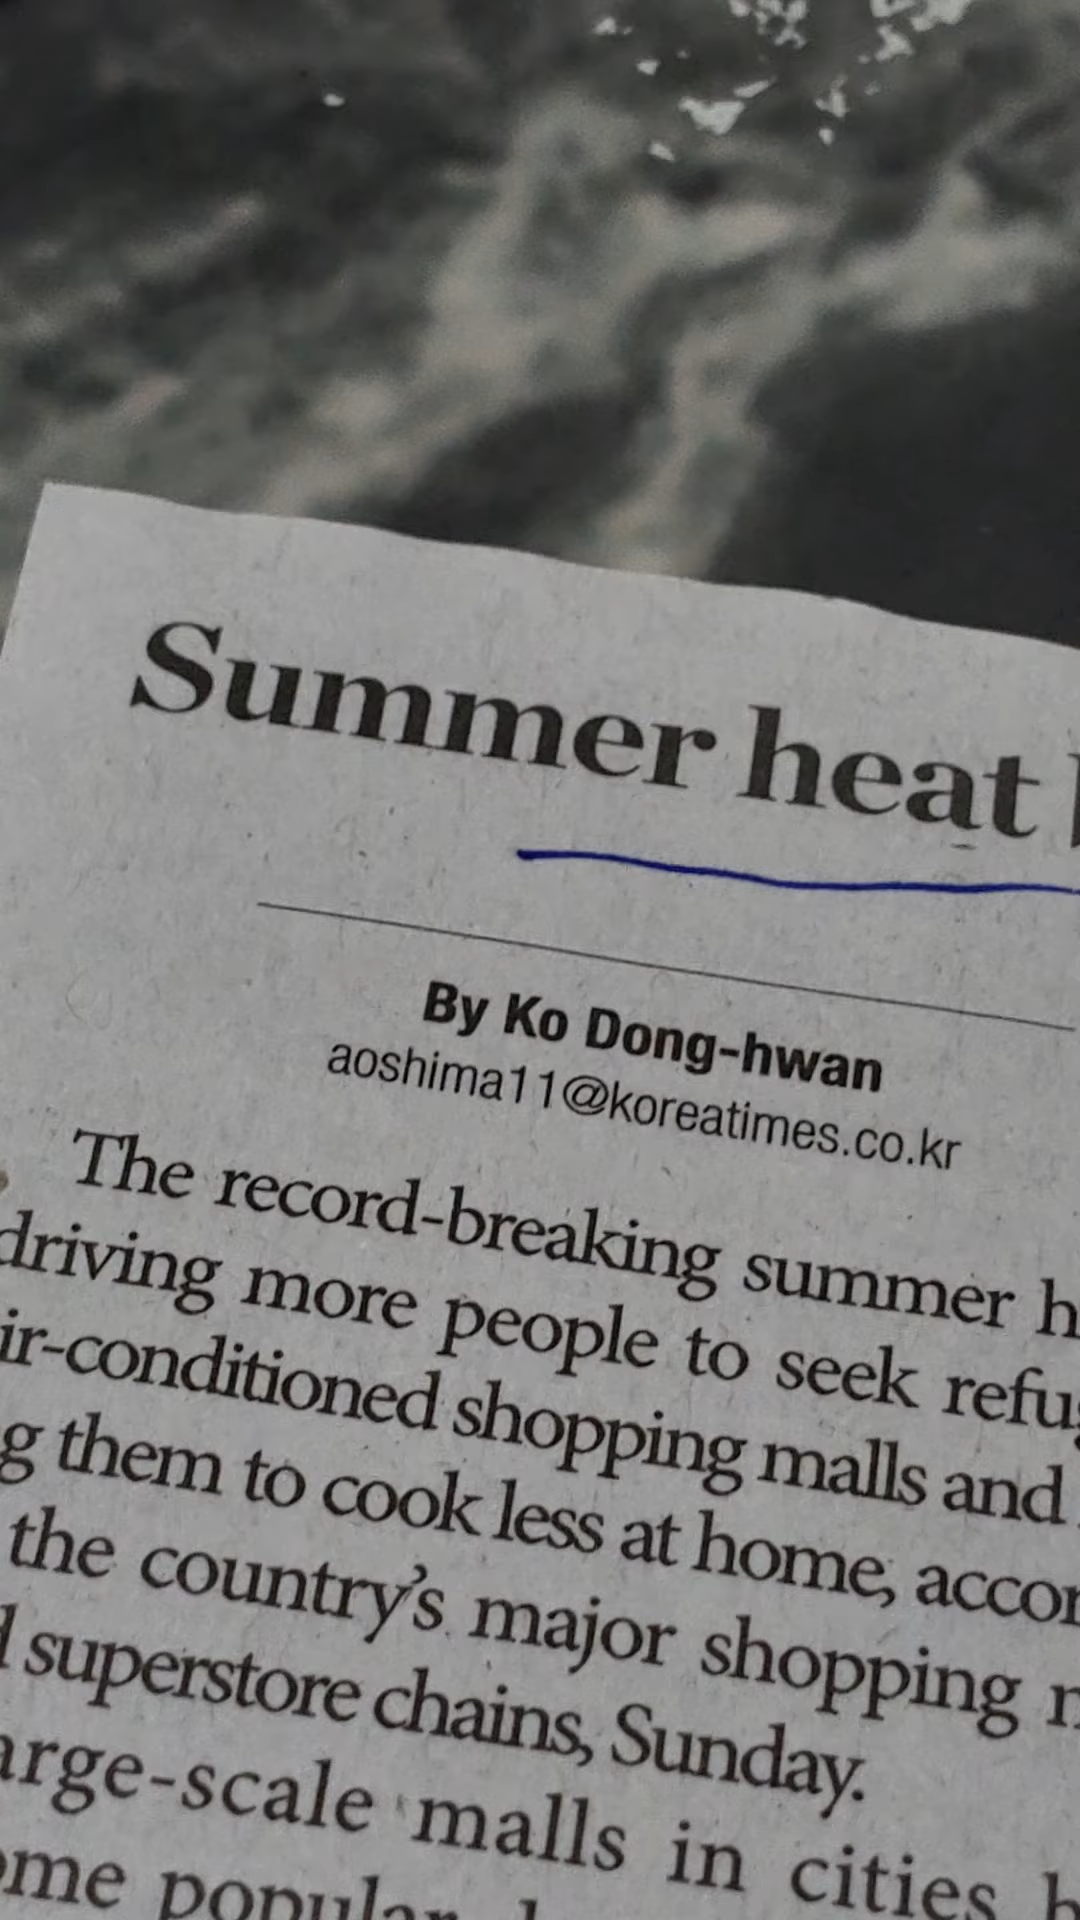 Summer heat
By Ko Dong-hwan
aoshima11@koreatimes.co.kr
The record-breaking summer
driving more people to seek
ir-conditioned shopping malls and
g them to cook less at home,
the country's major shopping
superstore chains, Sunday.
arge-scale malls in cities
popular